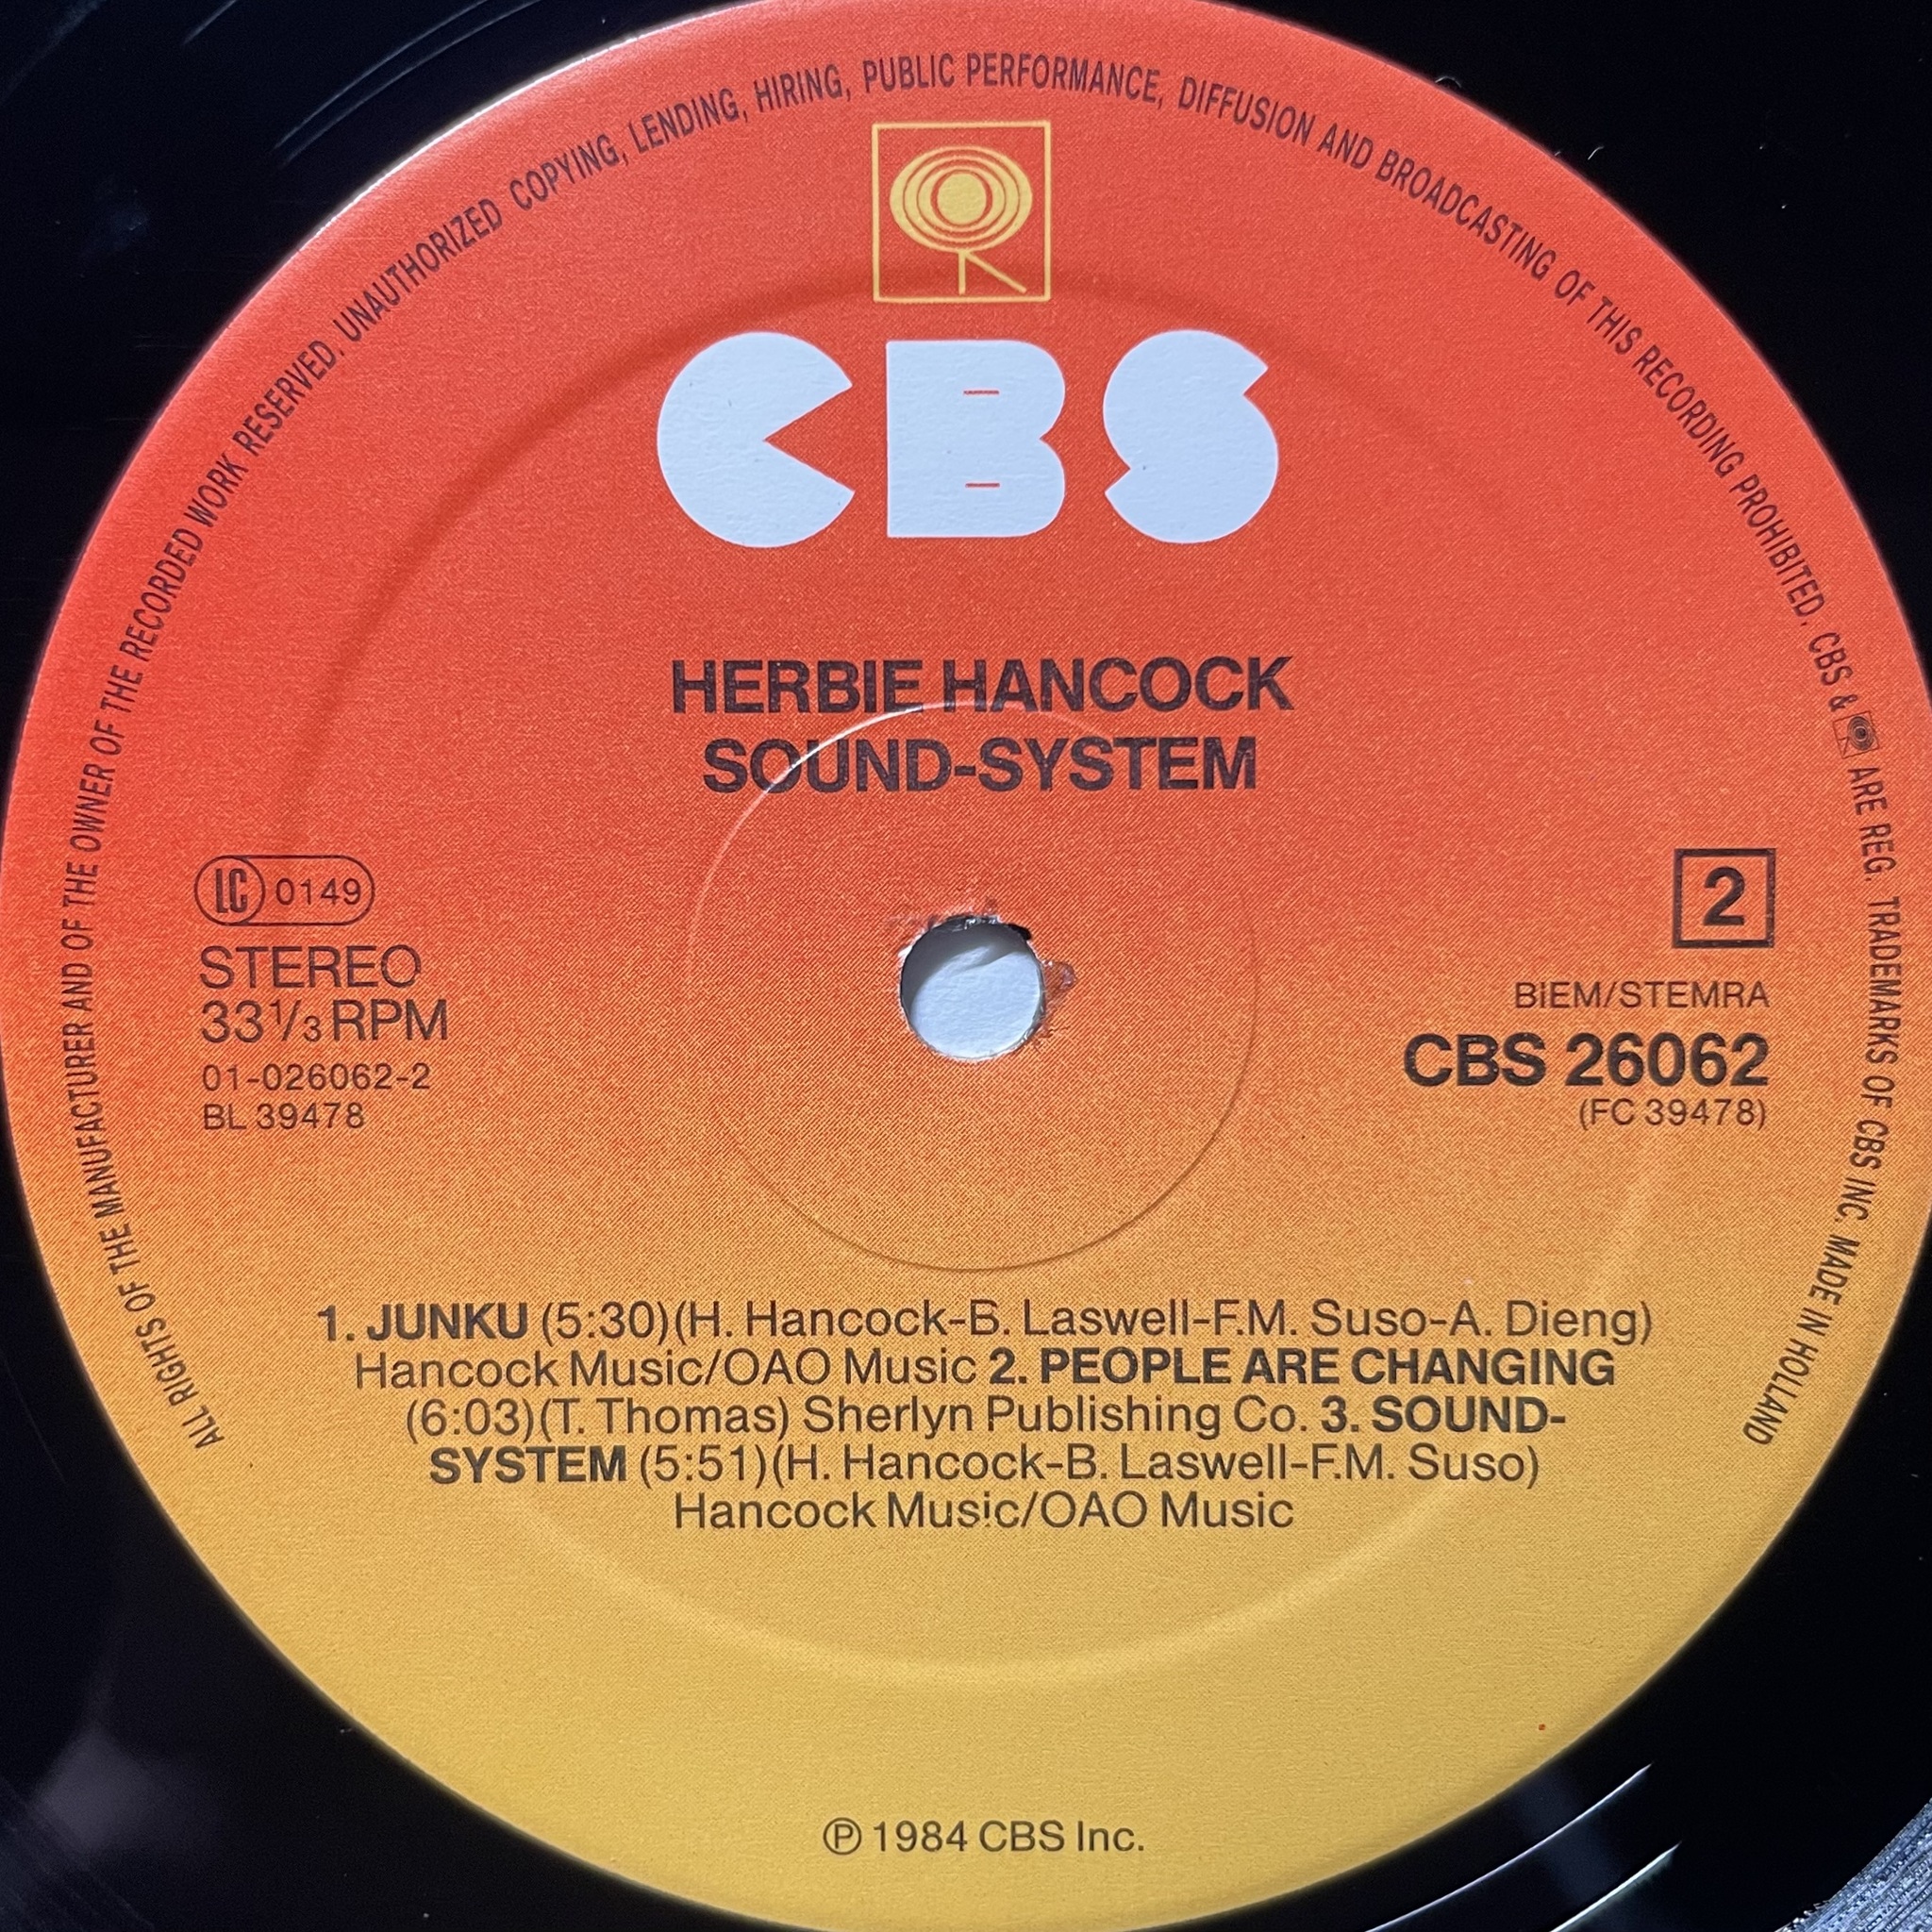 ALL RIGHTS OF THE MANUFACTURER AND OF THE OWNER OF THE RECORDED WORK RESERVED. UNAUTHORIZED COPYING, LENDING, HIRING, PUBLIC PERFORMANCE, DIFFUSION AND BROADCASTING OF THIS RECORDING PROHIBITED. CBS & ARE REG. TRADEMARKS OF CBS INC. MADE IN HOLLAND
CBS
HERBIE HANCOCK
SOUND-SYSTEM
LC 0149
STEREO
33 1/3 RPM
01-026062-2
BL 39478
2
BIEM/STEMRA
CBS 26062
(FC 39478)
1. JUNKU (5:30)(H. Hancock-B. Laswell-F.M. Suso-A. Dieng)
Hancock Music/OAO Music 2. PEOPLE ARE CHANGING
(6:03)(T. Thomas) Sherlyn Publishing Co. 3. SOUND-
SYSTEM (5:51)(H. Hancock-B. Laswell-F.M. Suso)
Hancock Music/OAO Music
℗ 1984 CBS Inc.